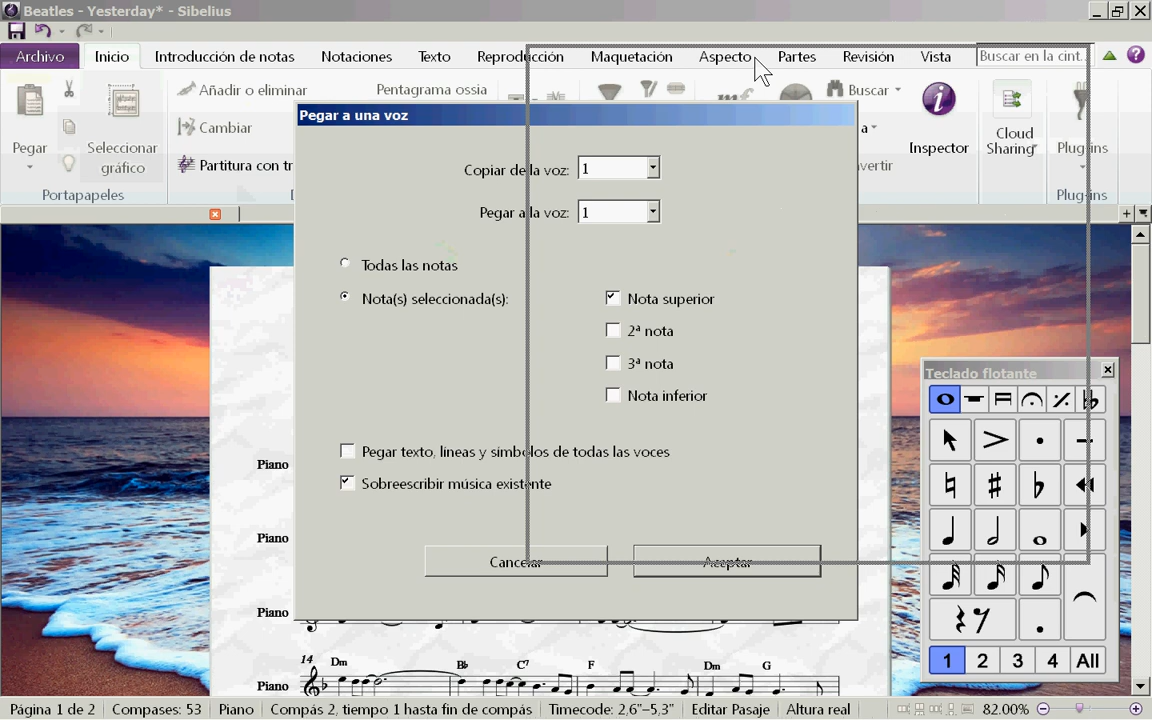 Beatles - Yesterday* - Sibelius
Archivo Inicio Introducción de notas Notaciones Texto Reproducción Maquetación Aspecto Partes Revisión Vista Buscar en la cint...
Añadir o eliminar
Pentagrama ossia
Buscar
Cambiar
Pegar
Seleccionar gráfico
Partitura con tr
Portapapeles
Inspector
Cloud Sharing
Plug-ins
a
vertir
Plug-ins
Pegar a una voz
Copiar de la voz: 1
Pegar a la voz: 1
Todas las notas
Nota(s) seleccionada(s):
Nota superior
2ª nota
3ª nota
Nota inferior
Pegar texto, líneas y símbolos de todas las voces
Sobreescribir música existente
Cancelar
Aceptar
Teclado flotante
1 2 3 4 All
Piano
Piano
Piano
14 Dm Bb C7 F Dm G
Piano
Página 1 de 2 Compases: 53 Piano Compás 2, tiempo 1 hasta fin de compás Timecode: 2,6"–5,3" Editar Pasaje Altura real 82.00%